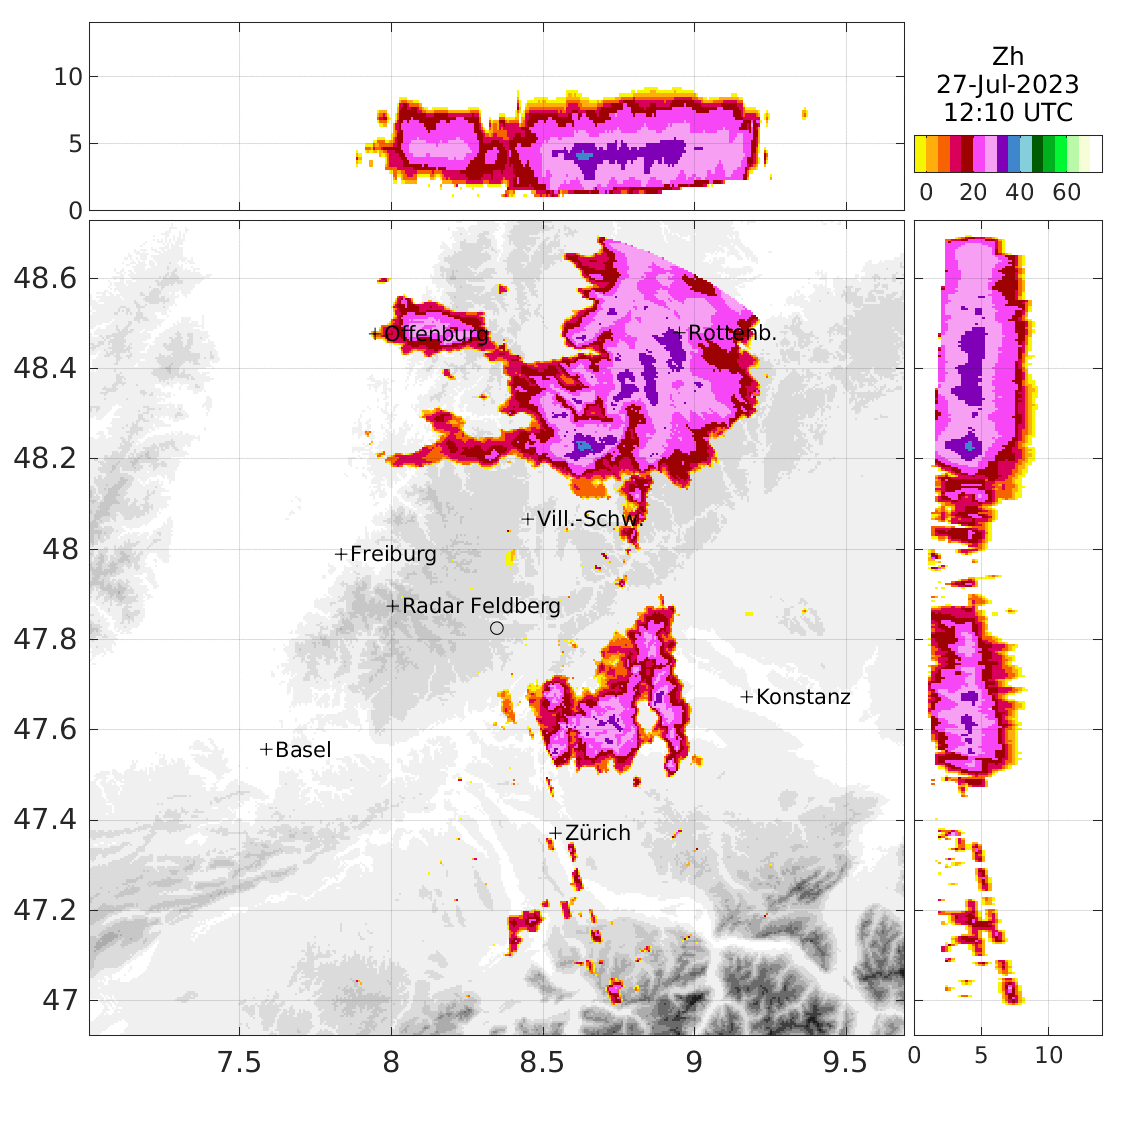 10
5
0
Zh
27-Jul-2023
12:10 UTC
0 20 40 60
48.6
48.4
48.2
48
47.8
47.6
47.4
47.2
47
+Offenburg
+Rottenb.
+Vill.-Schw.
+Freiburg
+Radar Feldberg
+Konstanz
+Basel
+Zürich
7.5 8 8.5 9 9.5
0 5 10